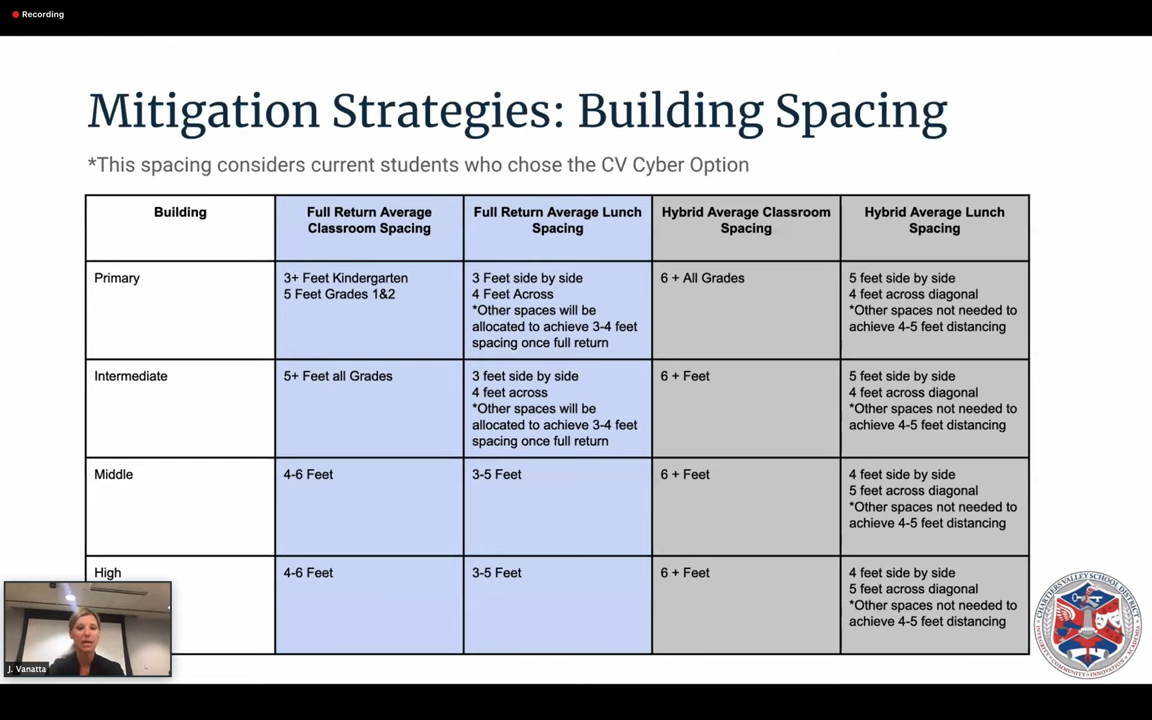 Recording
Mitigation Strategies: Building Spacing
*This spacing considers current students who chose the CV Cyber Option
Building
Full Return Average
Classroom Spacing
Full Return Average Lunch
Spacing
Hybrid Average Classroom
Spacing
Hybrid Average Lunch
Spacing
Primary
3+ Feet Kindergarten
5 Feet Grades 1&2
3 Feet side by side
4 Feet Across
*Other spaces will be
allocated to achieve 3-4 feet
spacing once full return
6 + All Grades
5 feet side by side
4 feet across diagonal
*Other spaces not needed to
achieve 4-5 feet distancing
Intermediate
5+ Feet all Grades
3 feet side by side
4 feet across
*Other spaces will be
allocated to achieve 3-4 feet
spacing once full return
6 + Feet
5 feet side by side
4 feet across diagonal
*Other spaces not needed to
achieve 4-5 feet distancing
Middle
4-6 Feet
3-5 Feet
6 + Feet
4 feet side by side
5 feet across diagonal
*Other spaces not needed to
achieve 4-5 feet distancing
High
4-6 Feet
3-5 Feet
6 + Feet
4 feet side by side
5 feet across diagonal
*Other spaces not needed to
achieve 4-5 feet distancing
J. Vanatta
CHARTIERS VALLEY SCHOOL DISTRICT
INTEGRITY COMMUNITY INNOVATION ACADEMIA